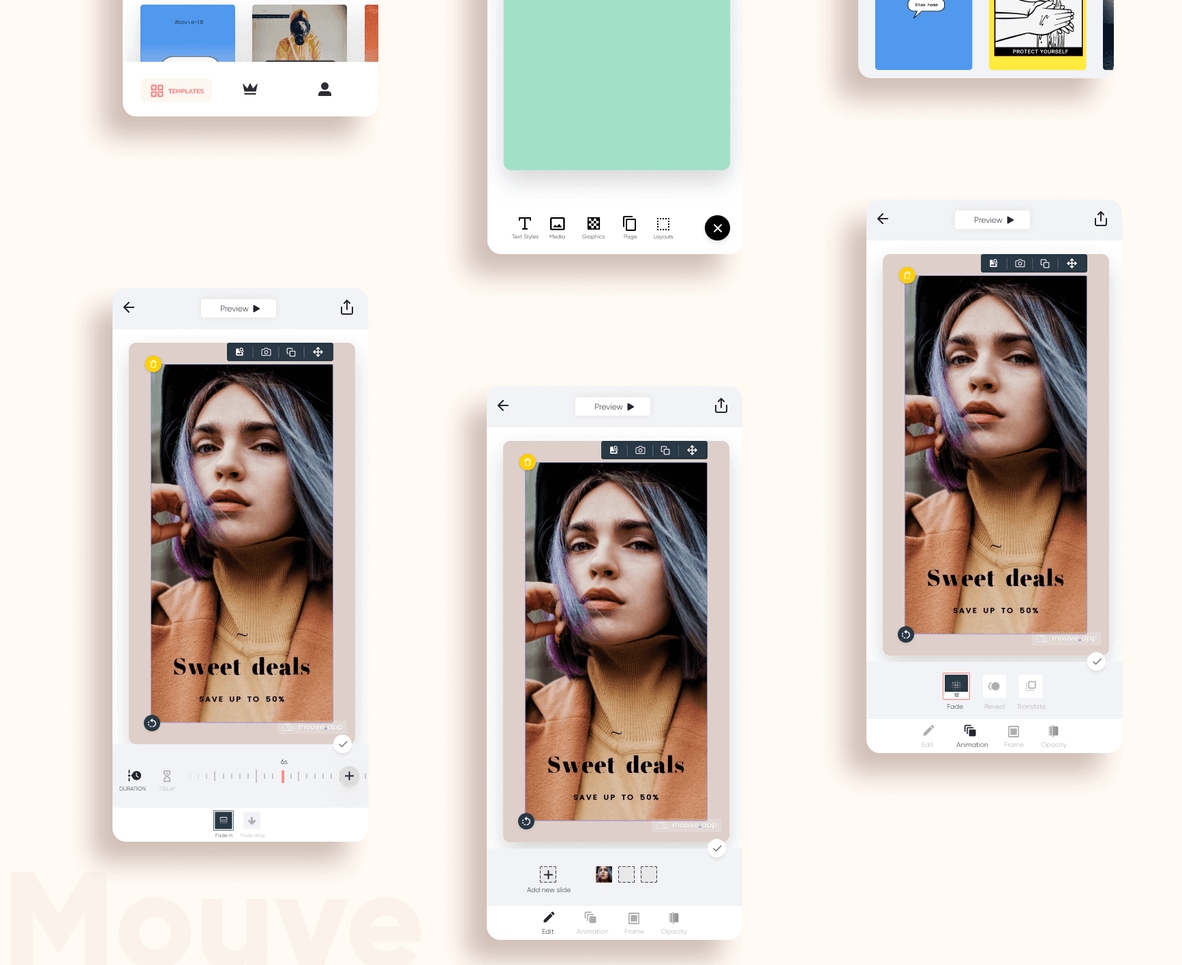 #covid-19
TEMPLATES
Text Styles
Media
Graphics
Page
Layouts
Stay home
PROTECT YOURSELF
Preview
Sweet deals
SAVE UP TO 50%
mouve.app
6s
DURATION
DELAY
Fade in
Preview
Sweet deals
SAVE UP TO 50%
mouve.app
Add new slide
Edit
Animation
Frame
Opacity
Preview
Sweet deals
SAVE UP TO 50%
mouve.app
Fade
Reveal
Translate
Edit
Animation
Frame
Opacity
Mouve